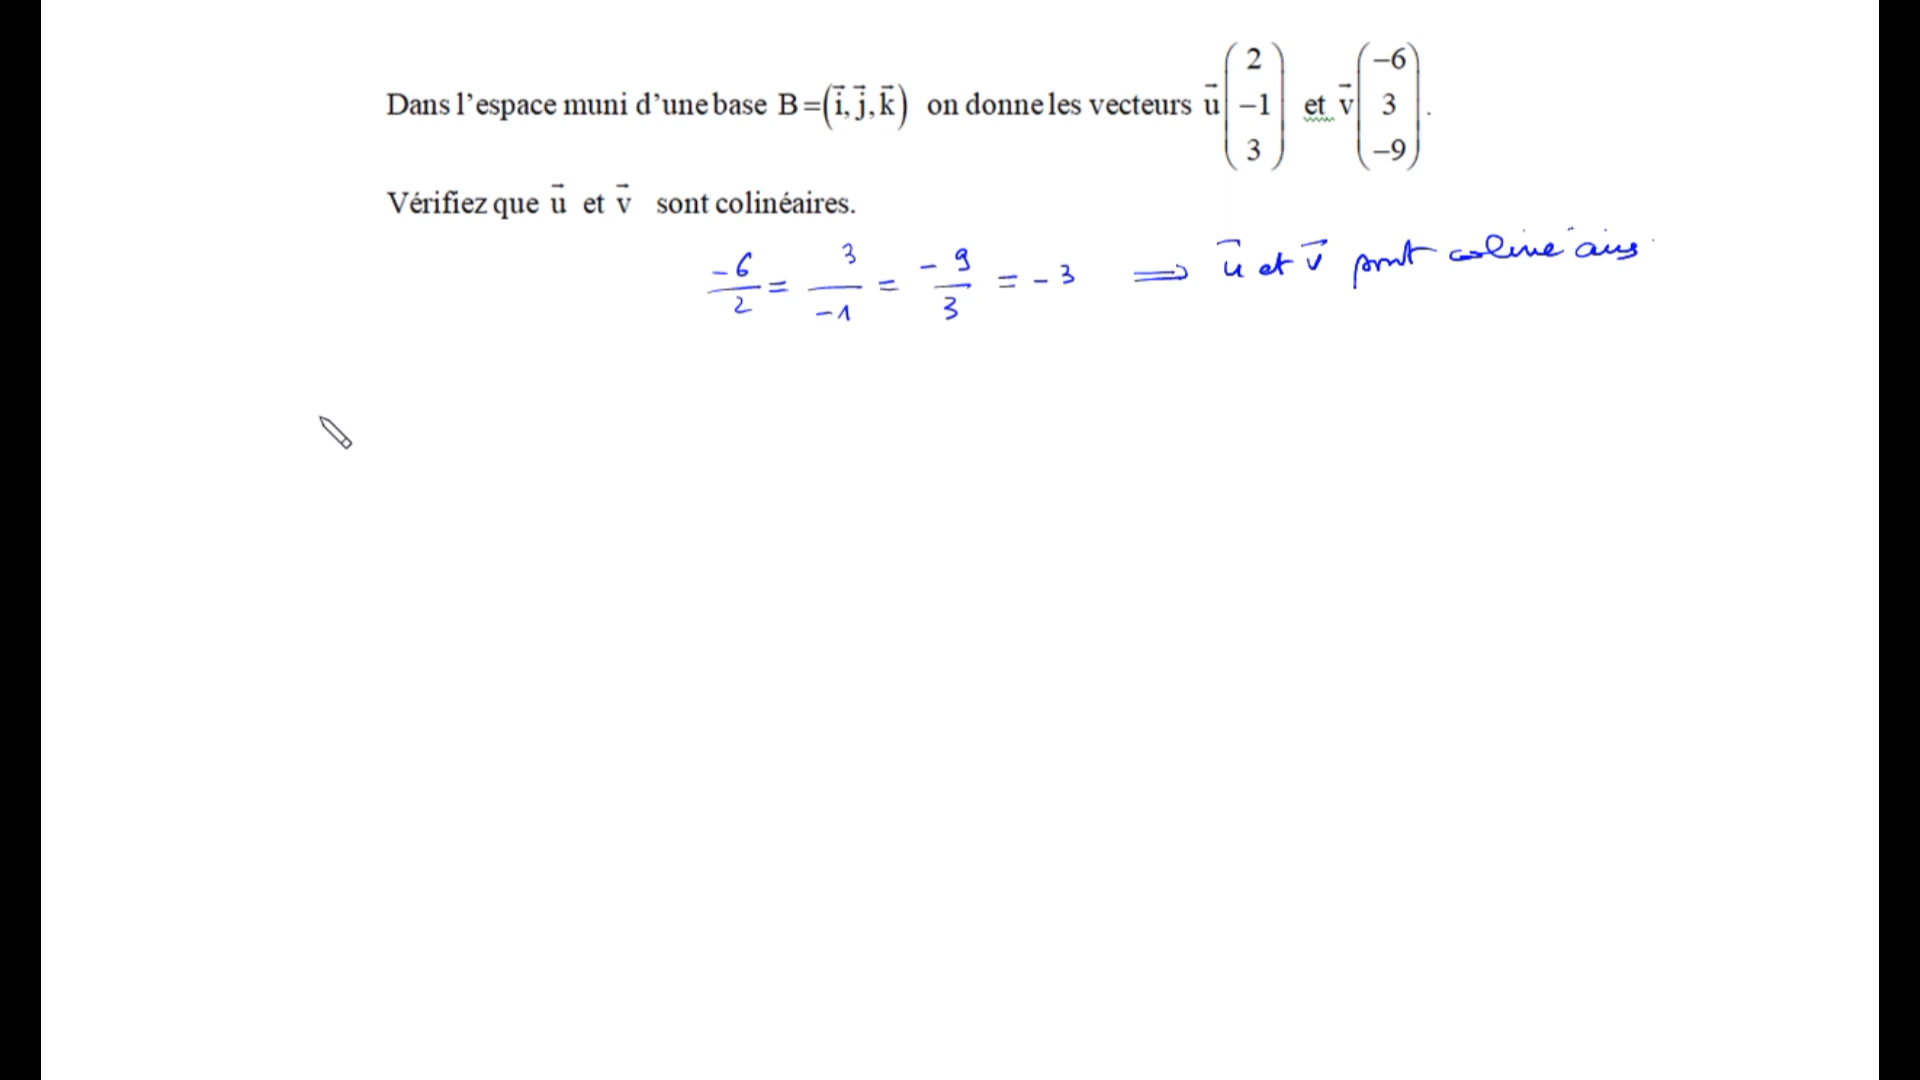 Dans l'espace muni d'une base B=(i⃗, j⃗, k⃗) on donne les vecteurs u⃗ (2 −1 3) et v⃗ (−6 3 −9).
Vérifiez que u⃗ et v⃗ sont colinéaires.
-6/2 = 3/-1 = -9/3 = -3 ⟹ u⃗ et v⃗ sont colinéaires.